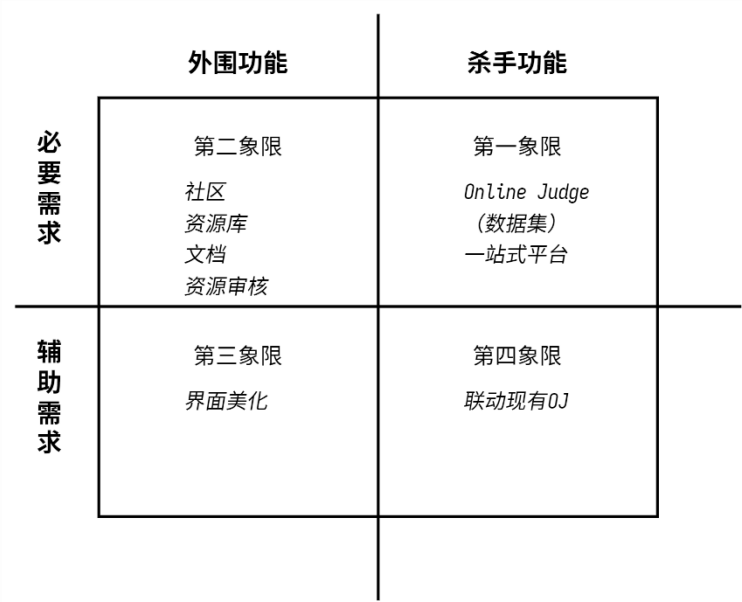 外围功能
杀手功能
必要需求
第二象限
社区
资源库
文档
资源审核
第一象限
Online Judge
（数据集）
一站式平台
辅助需求
第三象限
界面美化
第四象限
联动现有OJ